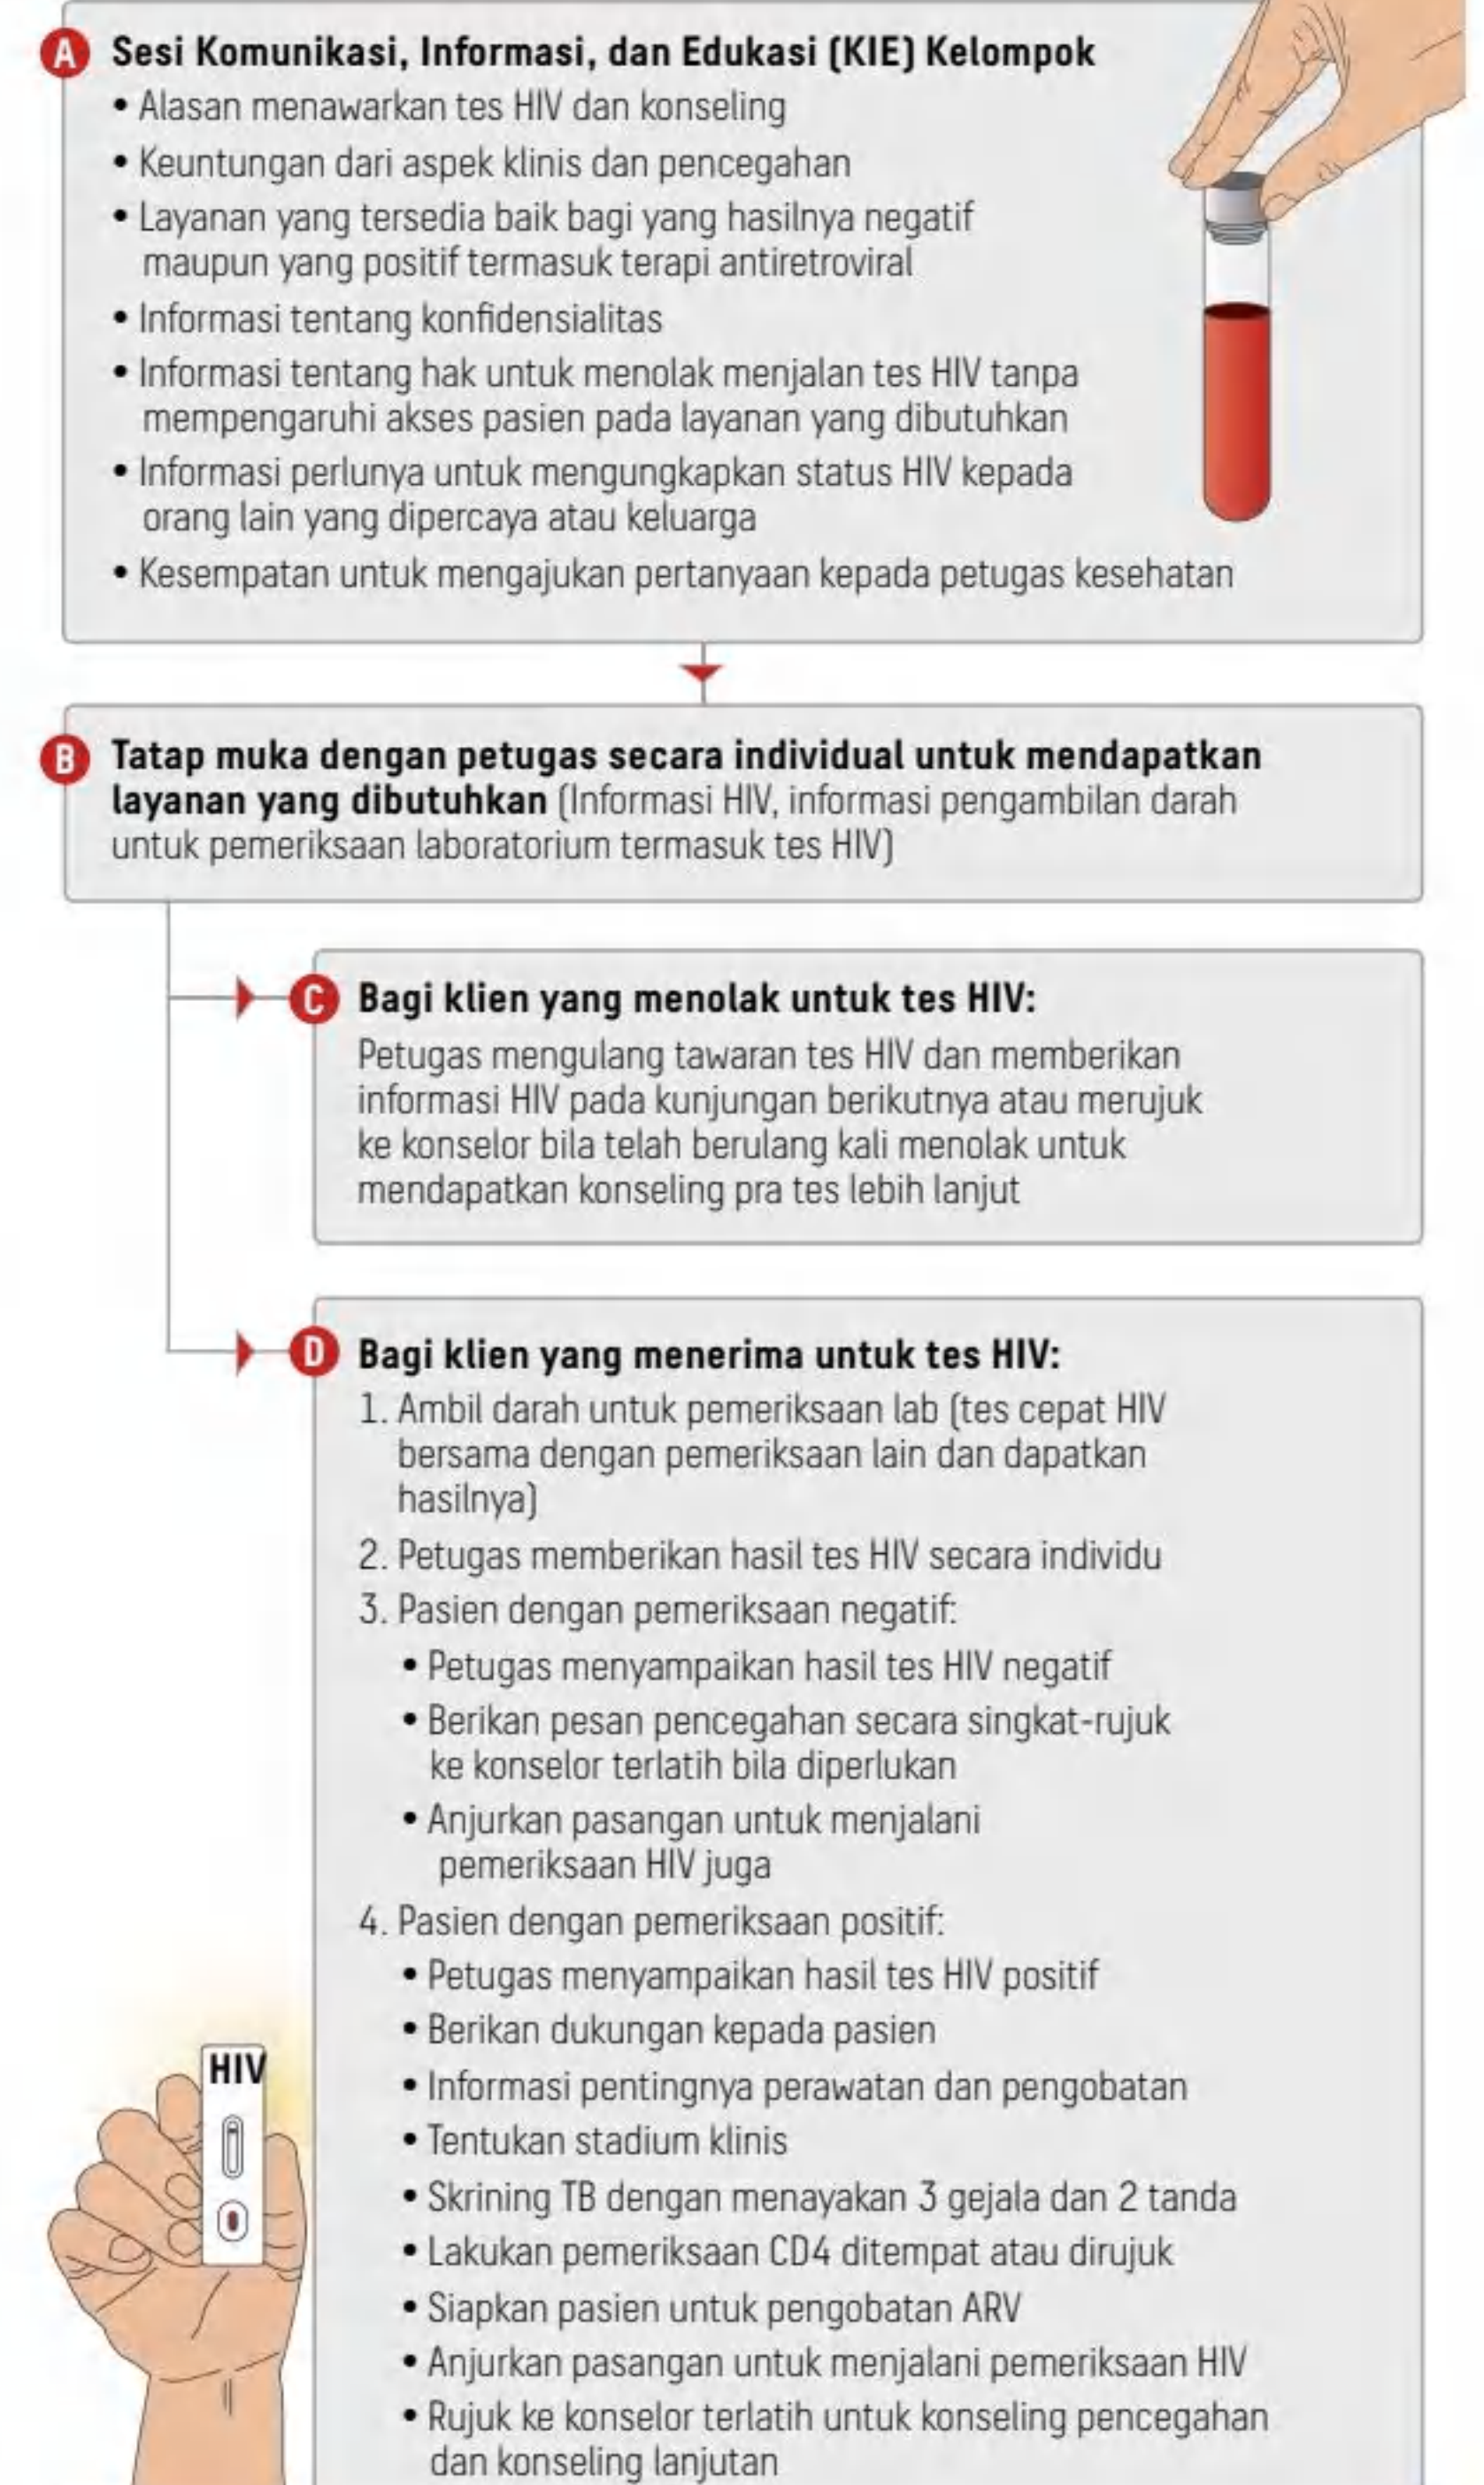 A Sesi Komunikasi, Informasi, dan Edukasi (KIE) Kelompok
• Alasan menawarkan tes HIV dan konseling
• Keuntungan dari aspek klinis dan pencegahan
• Layanan yang tersedia baik bagi yang hasilnya negatif
maupun yang positif termasuk terapi antiretroviral
• Informasi tentang konfidensialitas
• Informasi tentang hak untuk menolak menjalan tes HIV tanpa
mempengaruhi akses pasien pada layanan yang dibutuhkan
• Informasi perlunya untuk mengungkapkan status HIV kepada
orang lain yang dipercaya atau keluarga
• Kesempatan untuk mengajukan pertanyaan kepada petugas kesehatan
B Tatap muka dengan petugas secara individual untuk mendapatkan
layanan yang dibutuhkan (Informasi HIV, informasi pengambilan darah
untuk pemeriksaan laboratorium termasuk tes HIV)
C Bagi klien yang menolak untuk tes HIV:
Petugas mengulang tawaran tes HIV dan memberikan
informasi HIV pada kunjungan berikutnya atau merujuk
ke konselor bila telah berulang kali menolak untuk
mendapatkan konseling pra tes lebih lanjut
D Bagi klien yang menerima untuk tes HIV:
1. Ambil darah untuk pemeriksaan lab (tes cepat HIV
bersama dengan pemeriksaan lain dan dapatkan
hasilnya)
2. Petugas memberikan hasil tes HIV secara individu
3. Pasien dengan pemeriksaan negatif:
• Petugas menyampaikan hasil tes HIV negatif
• Berikan pesan pencegahan secara singkat-rujuk
ke konselor terlatih bila diperlukan
• Anjurkan pasangan untuk menjalani
pemeriksaan HIV juga
4. Pasien dengan pemeriksaan positif:
• Petugas menyampaikan hasil tes HIV positif
• Berikan dukungan kepada pasien
• Informasi pentingnya perawatan dan pengobatan
• Tentukan stadium klinis
• Skrining TB dengan menayakan 3 gejala dan 2 tanda
• Lakukan pemeriksaan CD4 ditempat atau dirujuk
• Siapkan pasien untuk pengobatan ARV
• Anjurkan pasangan untuk menjalani pemeriksaan HIV
• Rujuk ke konselor terlatih untuk konseling pencegahan
dan konseling lanjutan
HIV